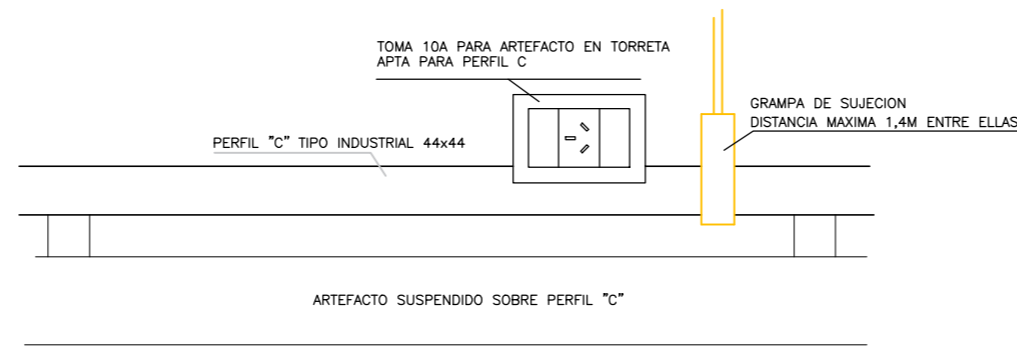 TOMA 10A PARA ARTEFACTO EN TORRETA
APTA PARA PERFIL C
GRAMPA DE SUJECION
DISTANCIA MAXIMA 1,4M ENTRE ELLAS
PERFIL "C" TIPO INDUSTRIAL 44x44
ARTEFACTO SUSPENDIDO SOBRE PERFIL "C"